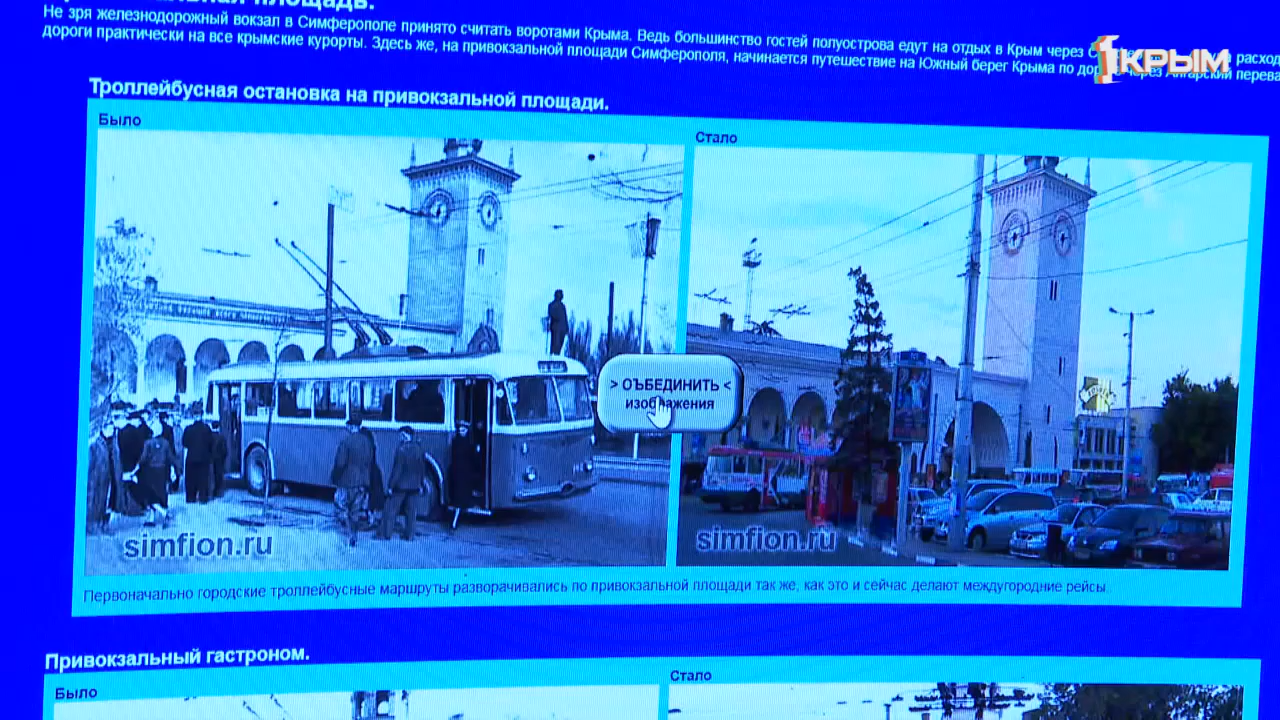 Не зря железнодорожный вокзал в Симферополе принято считать воротами Крыма. Ведь большинство гостей полуострова едут на отдых в Крым через
дороги практически на все крымские курорты. Здесь же, на привокзальной площади Симферополя, начинается путешествие на Южный берег Крыма по через Ангарский
1КРЫМ
Троллейбусная остановка на привокзальной площади.
Было
Стало
> ОЪБЕДИНИТЬ <
изображения
simfion.ru
simfion.ru
Первоначально городские троллейбусные маршруты разворачивались по привокзальной площади так же, как это и сейчас делают междугородние рейсы.
Привокзальный гастроном.
Было
Стало